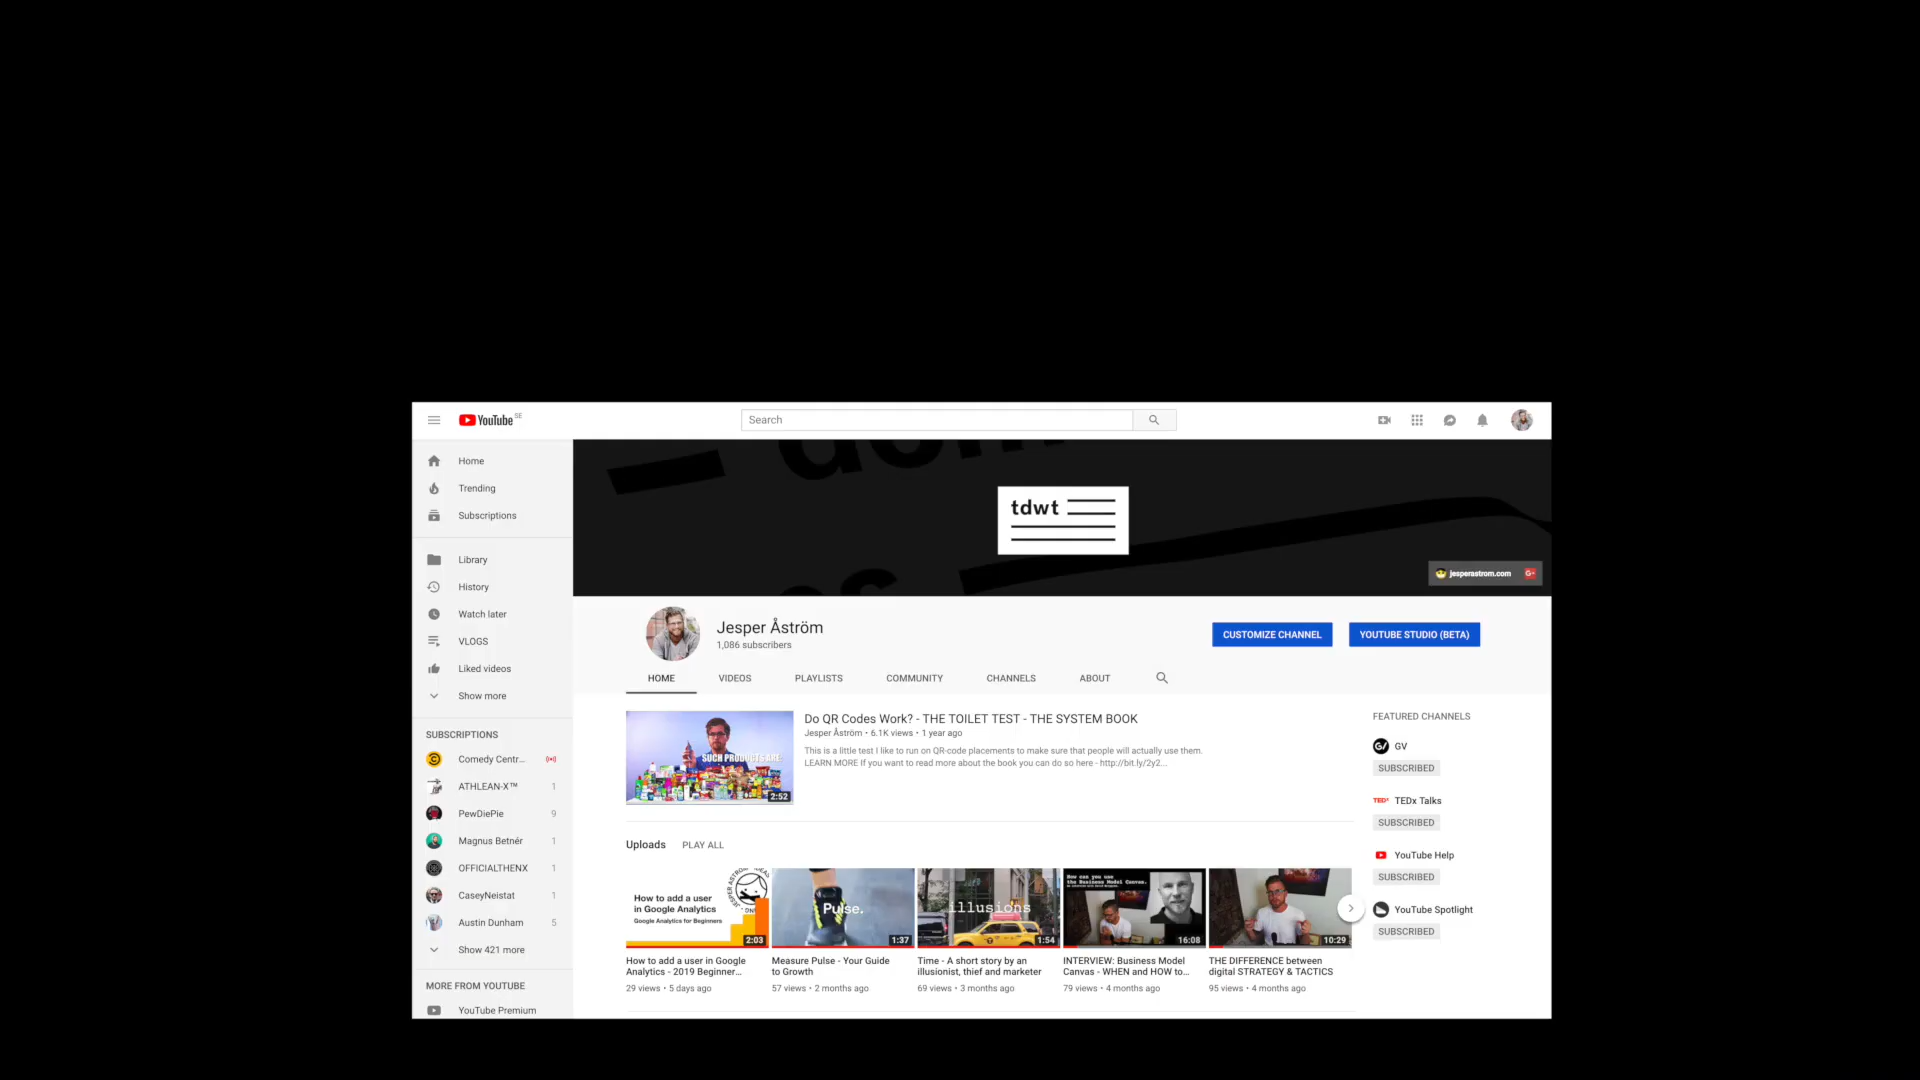 YouTube SE
Search
Home
Trending
Subscriptions
Library
History
Watch later
VLOGS
Liked videos
Show more
SUBSCRIPTIONS
Comedy Centr...
ATHLEAN-X™ 1
PewDiePie 9
Magnus Betnér 1
OFFICIALTHENX 1
CaseyNeistat 1
Austin Dunham 5
Show 421 more
MORE FROM YOUTUBE
YouTube Premium
tdwt
jesperastrom.com G+
Jesper Åström
1,086 subscribers
CUSTOMIZE CHANNEL
YOUTUBE STUDIO (BETA)
HOME VIDEOS PLAYLISTS COMMUNITY CHANNELS ABOUT
SUCH PRODUCTS ARE:
2:52
Do QR Codes Work? - THE TOILET TEST - THE SYSTEM BOOK
Jesper Åström • 6.1K views • 1 year ago
This is a little test I like to run on QR-code placements to make sure that people will actually use them.
LEARN MORE If you want to read more about the book you can do so here - http://bit.ly/2y2...
Uploads PLAY ALL
How to add a user
in Google Analytics
Google Analytics for Beginners
2:03
How to add a user in Google
Analytics - 2019 Beginner...
29 views • 5 days ago
Pulse.
1:37
Measure Pulse - Your Guide
to Growth
57 views • 2 months ago
illusions
1:54
Time - A short story by an
illusionist, thief and marketer
69 views • 3 months ago
How can you use
the Business Model Canvas.
16:08
INTERVIEW: Business Model
Canvas - WHEN and HOW to...
79 views • 4 months ago
10:29
THE DIFFERENCE between
digital STRATEGY & TACTICS
95 views • 4 months ago
FEATURED CHANNELS
GV
SUBSCRIBED
TEDx TEDx Talks
SUBSCRIBED
YouTube Help
SUBSCRIBED
YouTube Spotlight
SUBSCRIBED